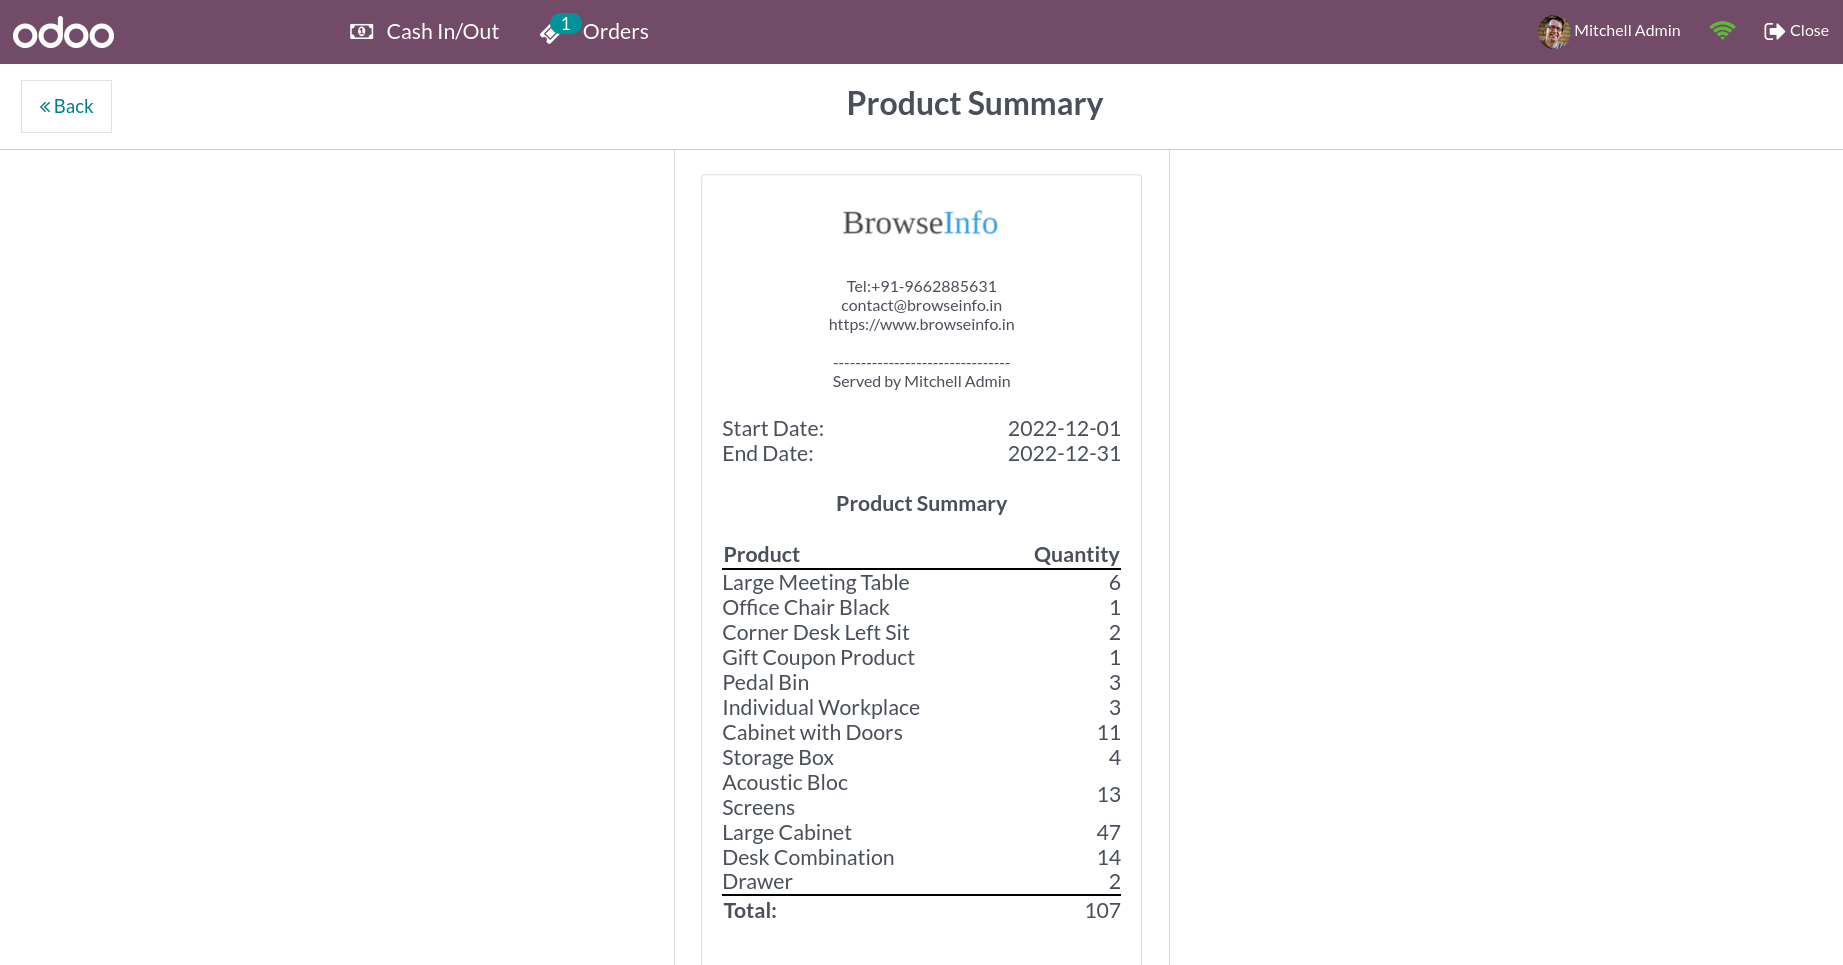 odoo
Cash In/Out
1
Orders
Mitchell Admin
Close
« Back
Product Summary
BrowseInfo
Tel:+91-9662885631
contact@browseinfo.in
https://www.browseinfo.in
--------------------------------
Served by Mitchell Admin
Start Date: 2022-12-01
End Date: 2022-12-31
Product Summary
Product Quantity
Large Meeting Table 6
Office Chair Black 1
Corner Desk Left Sit 2
Gift Coupon Product 1
Pedal Bin 3
Individual Workplace 3
Cabinet with Doors 11
Storage Box 4
Acoustic Bloc
Screens 13
Large Cabinet 47
Desk Combination 14
Drawer 2
Total: 107